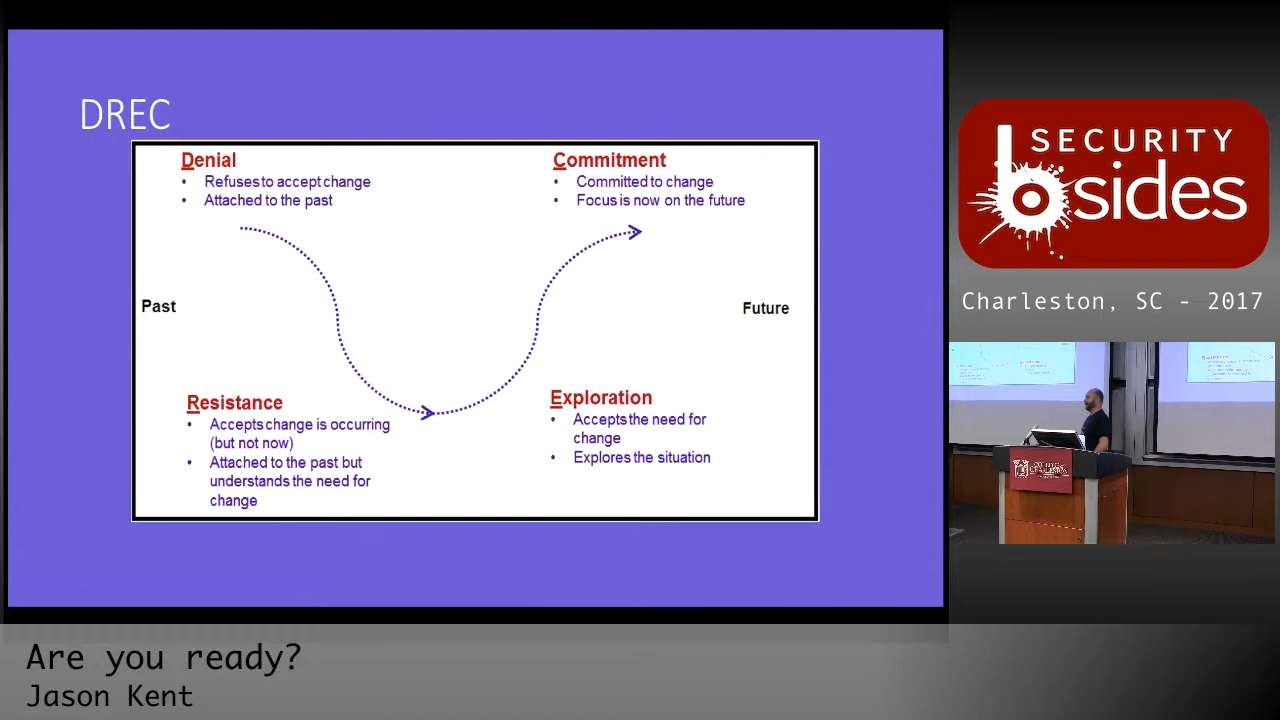 DREC
Denial
• Refuses to accept change
• Attached to the past
Commitment
• Committed to change
• Focus is now on the future
Past
Future
Resistance
• Accepts change is occurring
(but not now)
• Attached to the past but
understands the need for
change
Exploration
• Accepts the need for
change
• Explores the situation
SECURITY
bsides
Charleston, SC - 2017
Are you ready?
Jason Kent